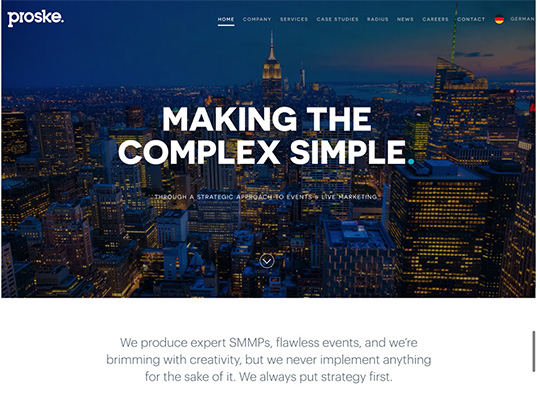 proske.
HOME COMPANY SERVICES CASE STUDIES RADIUS NEWS CAREERS CONTACT GERMAN
MAKING THE
COMPLEX SIMPLE.
THROUGH A STRATEGIC APPROACH TO EVENTS & LIVE MARKETING.
We produce expert SMMPs, flawless events, and we're
brimming with creativity, but we never implement anything
for the sake of it. We always put strategy first.